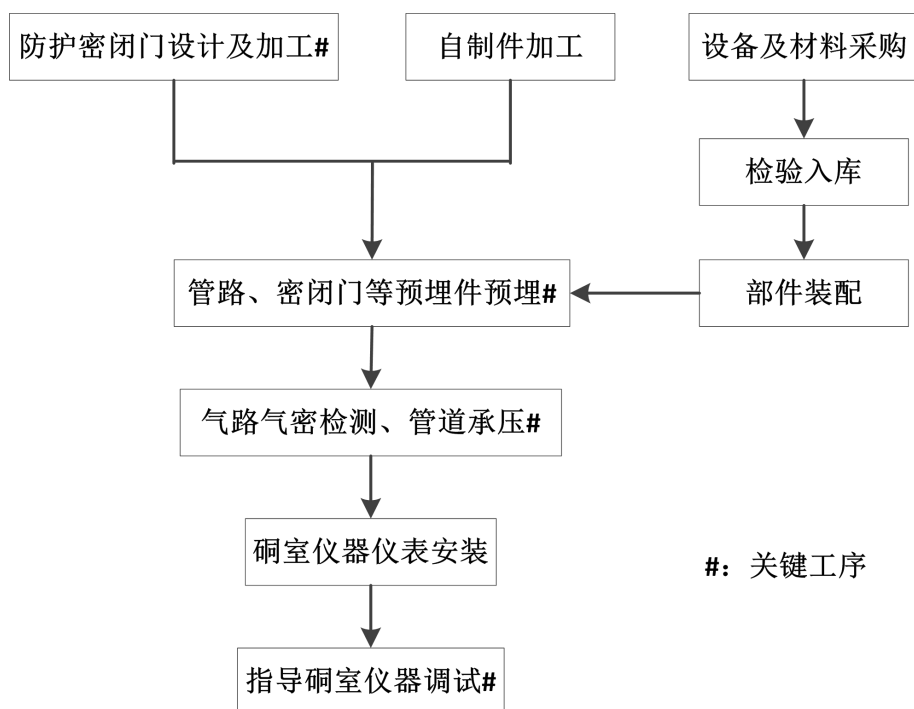 防护密闭门设计及加工#
自制件加工
设备及材料采购
检验入库
管路、密闭门等预埋件预埋#
部件装配
气路气密检测、管道承压#
硐室仪器仪表安装
#：关键工序
指导硐室仪器调试#